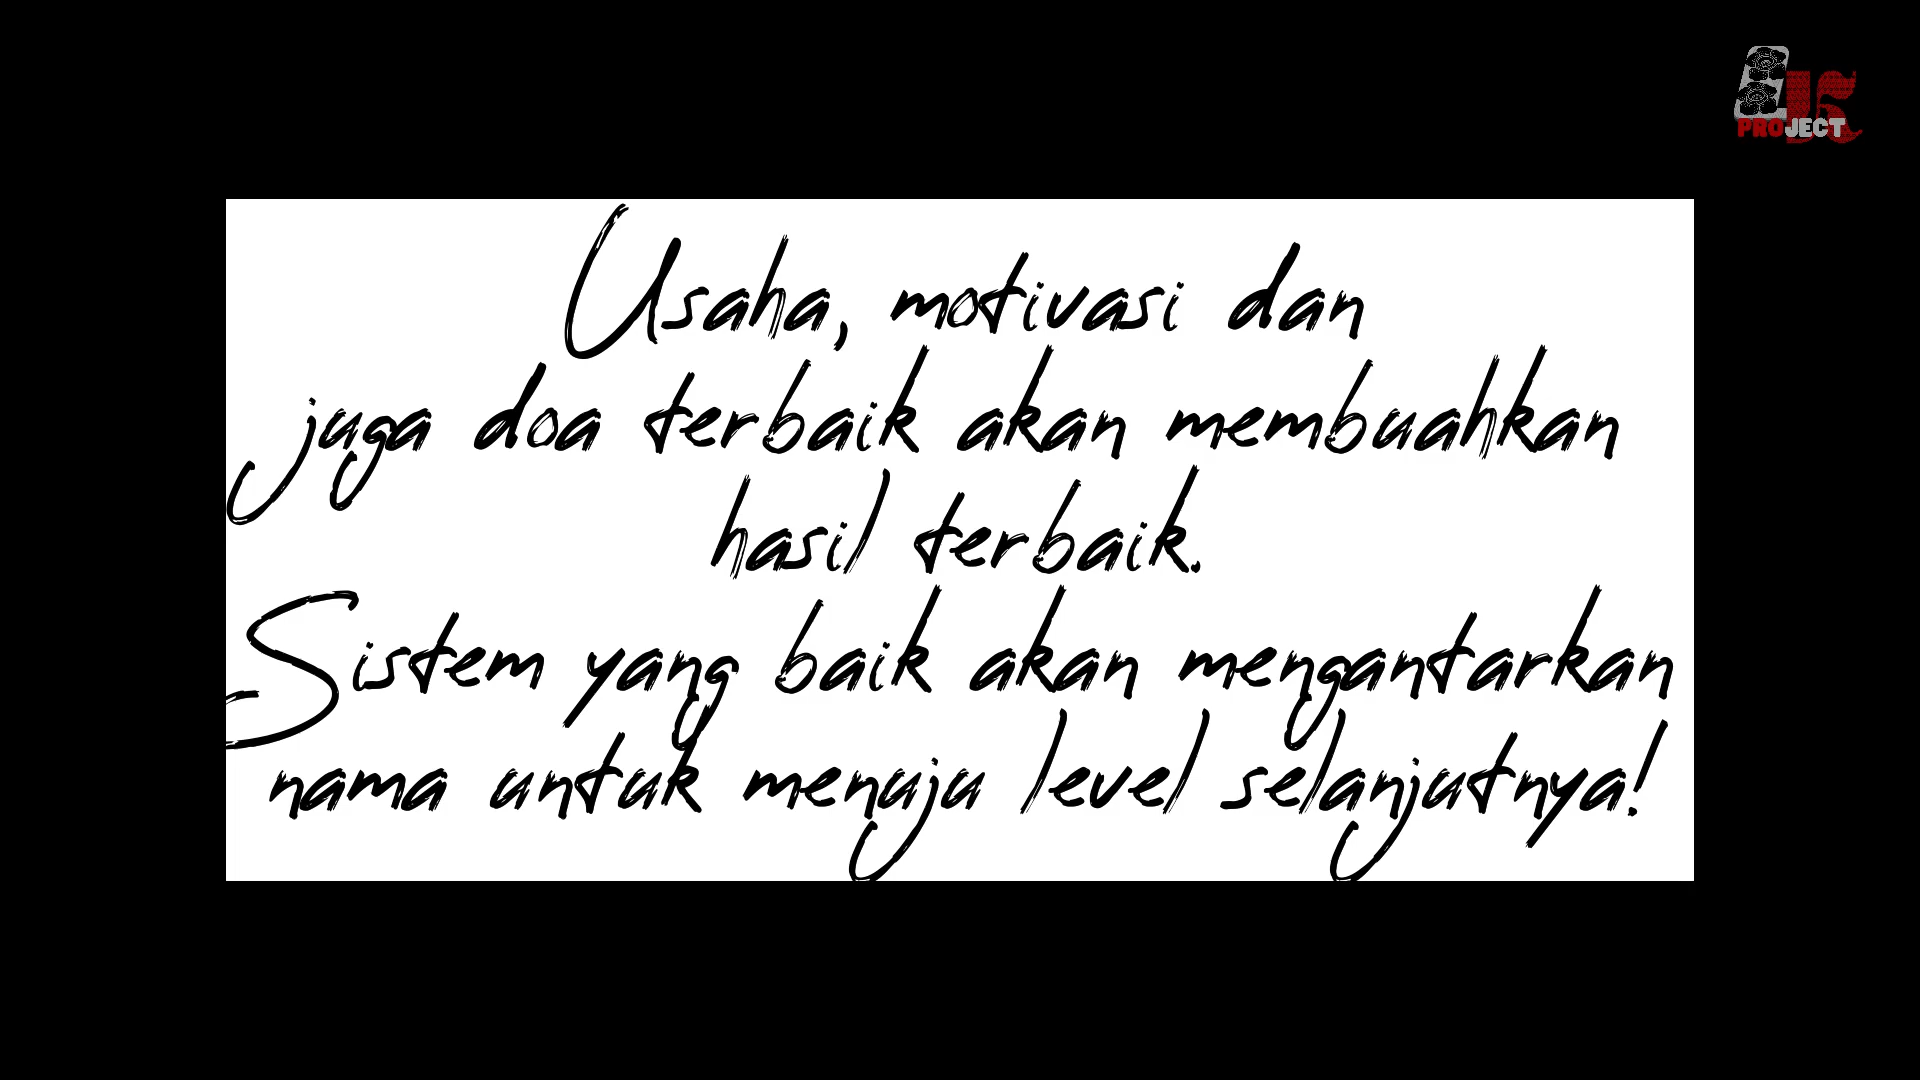 PROJECT
Usaha, motivasi dan
juga doa terbaik akan membuahkan
hasil terbaik.
Sistem yang baik akan mengantarkan
nama untuk menuju level selanjutnya!